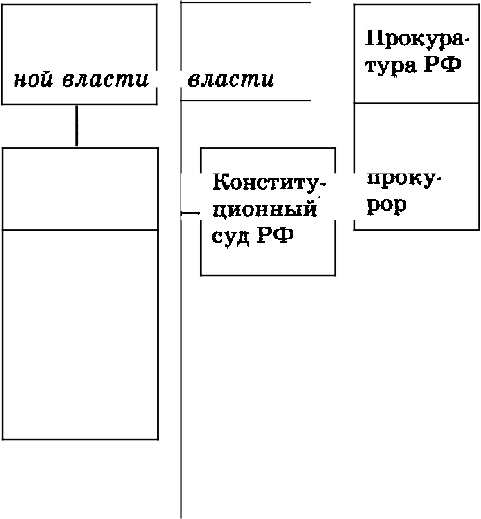 ной власти
власти
Прокура-
тура РФ
Конститу-
ционный
суд РФ
проку-
рор